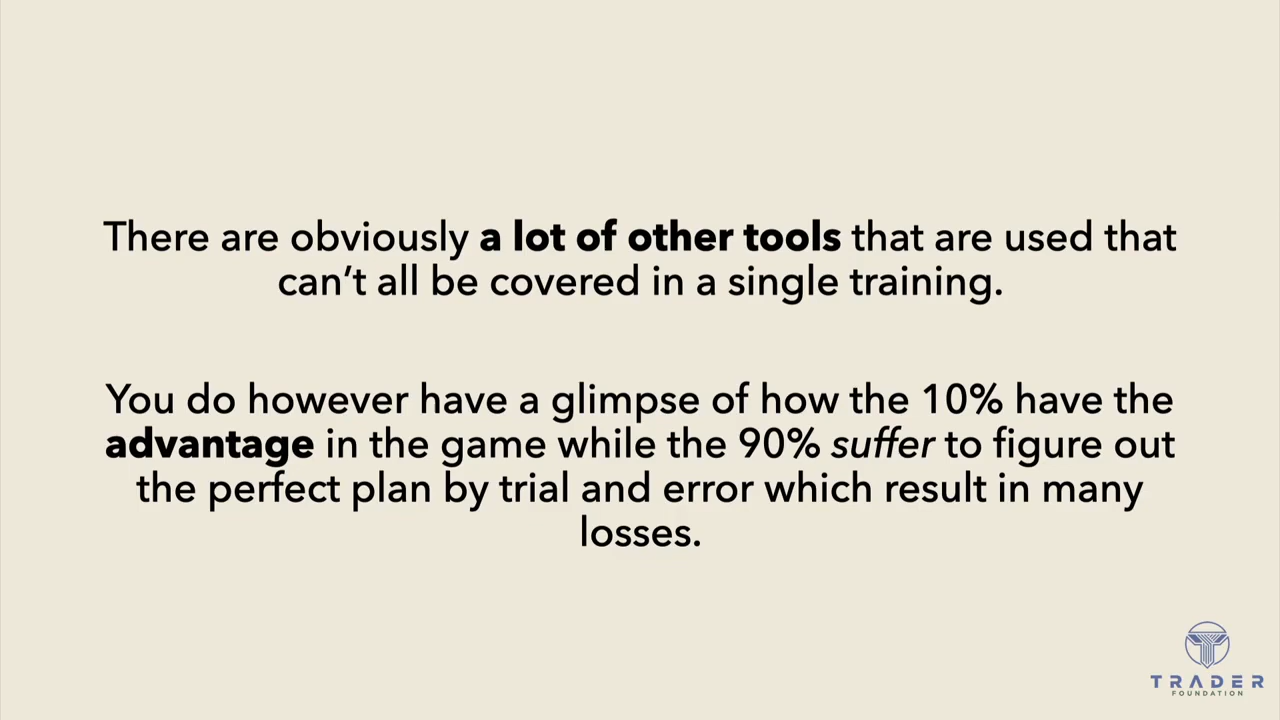 There are obviously a lot of other tools that are used that
can’t all be covered in a single training.
You do however have a glimpse of how the 10% have the
advantage in the game while the 90% suffer to figure out
the perfect plan by trial and error which result in many
losses.
TRADER
FOUNDATION